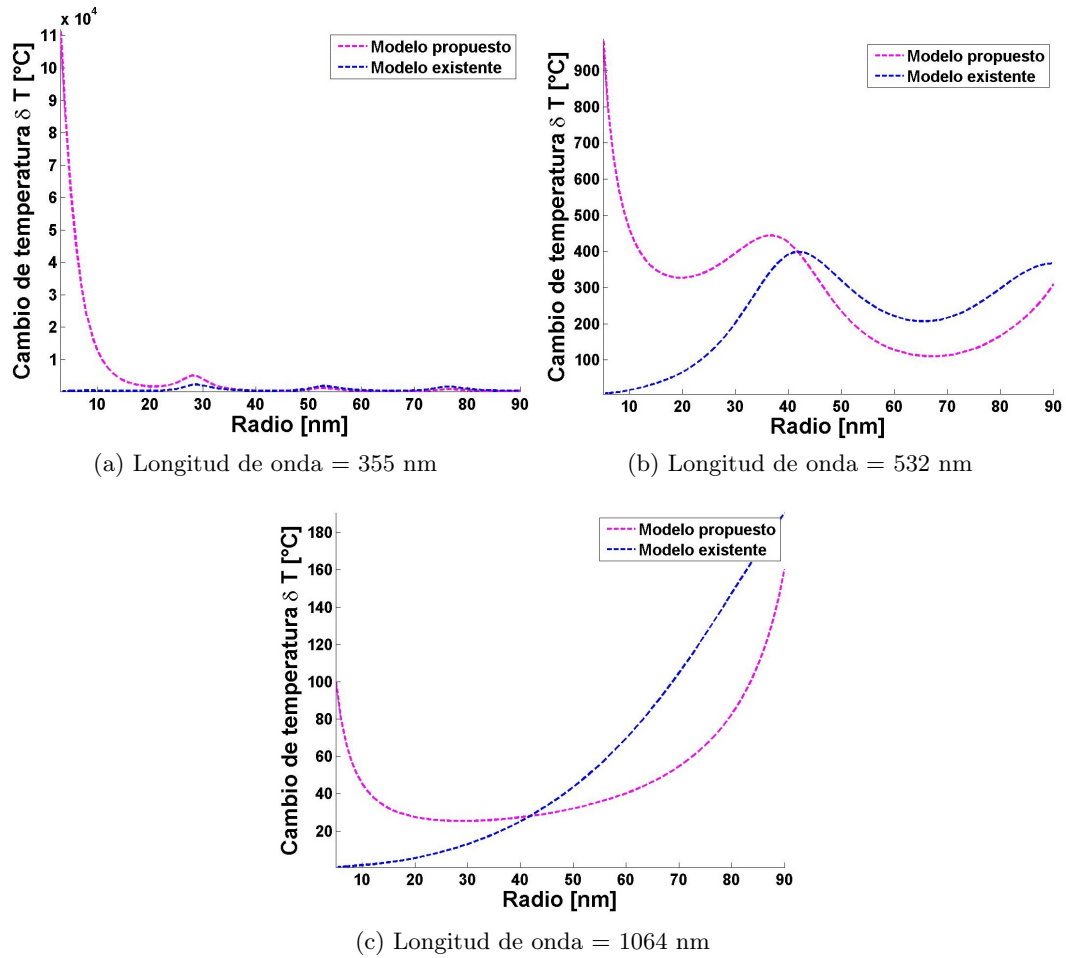 x 10^4
11
10
9
8
7
6
5
4
3
2
1
Cambio de temperatura δ T [°C]
Modelo propuesto
Modelo existente
10 20 30 40 50 60 70 80 90
Radio [nm]
(a) Longitud de onda = 355 nm
900
800
700
600
500
400
300
200
100
Cambio de temperatura δ T [°C]
Modelo propuesto
Modelo existente
10 20 30 40 50 60 70 80 90
Radio [nm]
(b) Longitud de onda = 532 nm
180
160
140
120
100
80
60
40
20
Cambio de temperatura δ T [°C]
Modelo propuesto
Modelo existente
10 20 30 40 50 60 70 80 90
Radio [nm]
(c) Longitud de onda = 1064 nm